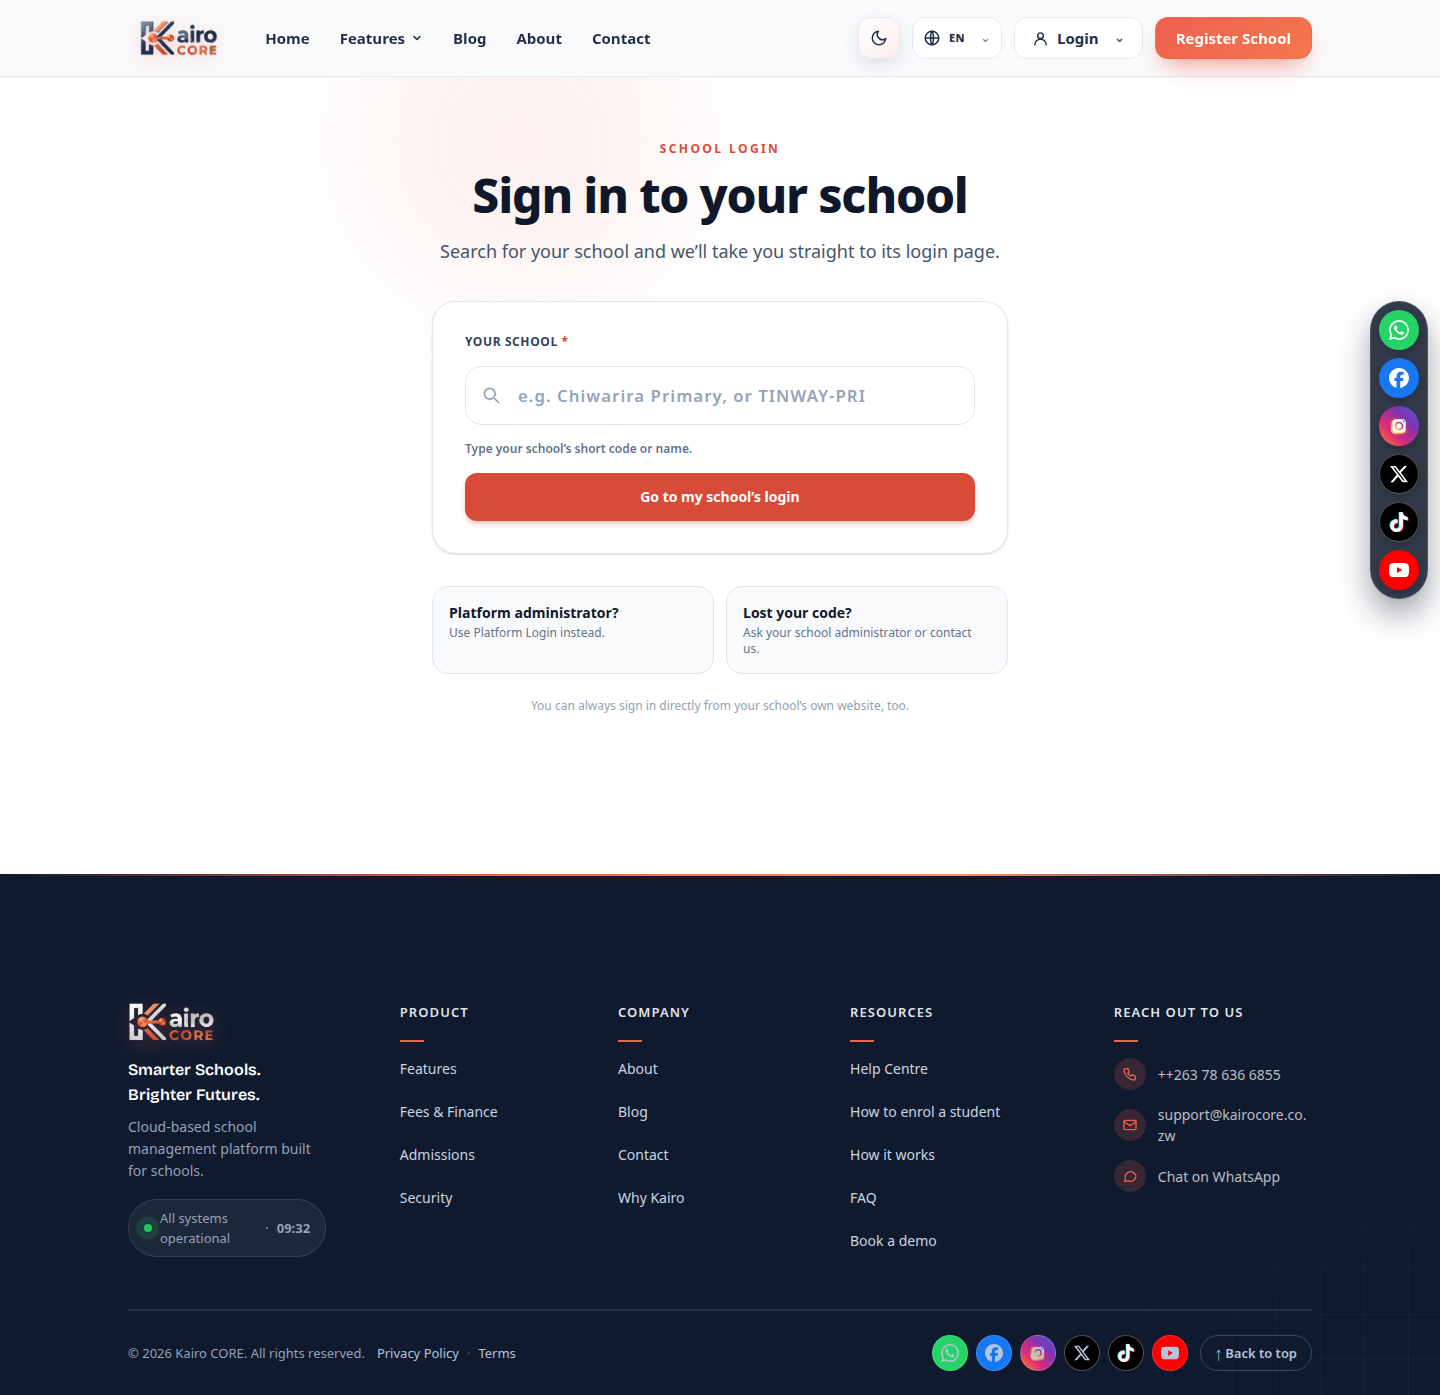 Kairo CORE
Home
Features
Blog
About
Contact
EN
Login
Register School
SCHOOL LOGIN
Sign in to your school
Search for your school and we’ll take you straight to its login page.
YOUR SCHOOL *
e.g. Chiwarira Primary, or TINWAY-PRI
Type your school’s short code or name.
Go to my school’s login
Platform administrator?
Use Platform Login instead.
Lost your code?
Ask your school administrator or contact
us.
You can always sign in directly from your school’s own website, too.
Kairo CORE
Smarter Schools.
Brighter Futures.
Cloud-based school
management platform built
for schools.
All systems
operational · 09:32
PRODUCT
Features
Fees & Finance
Admissions
Security
COMPANY
About
Blog
Contact
Why Kairo
RESOURCES
Help Centre
How to enrol a student
How it works
FAQ
Book a demo
REACH OUT TO US
++263 78 636 6855
support@kairocore.co.
zw
Chat on WhatsApp
© 2026 Kairo CORE. All rights reserved. Privacy Policy · Terms
↑ Back to top